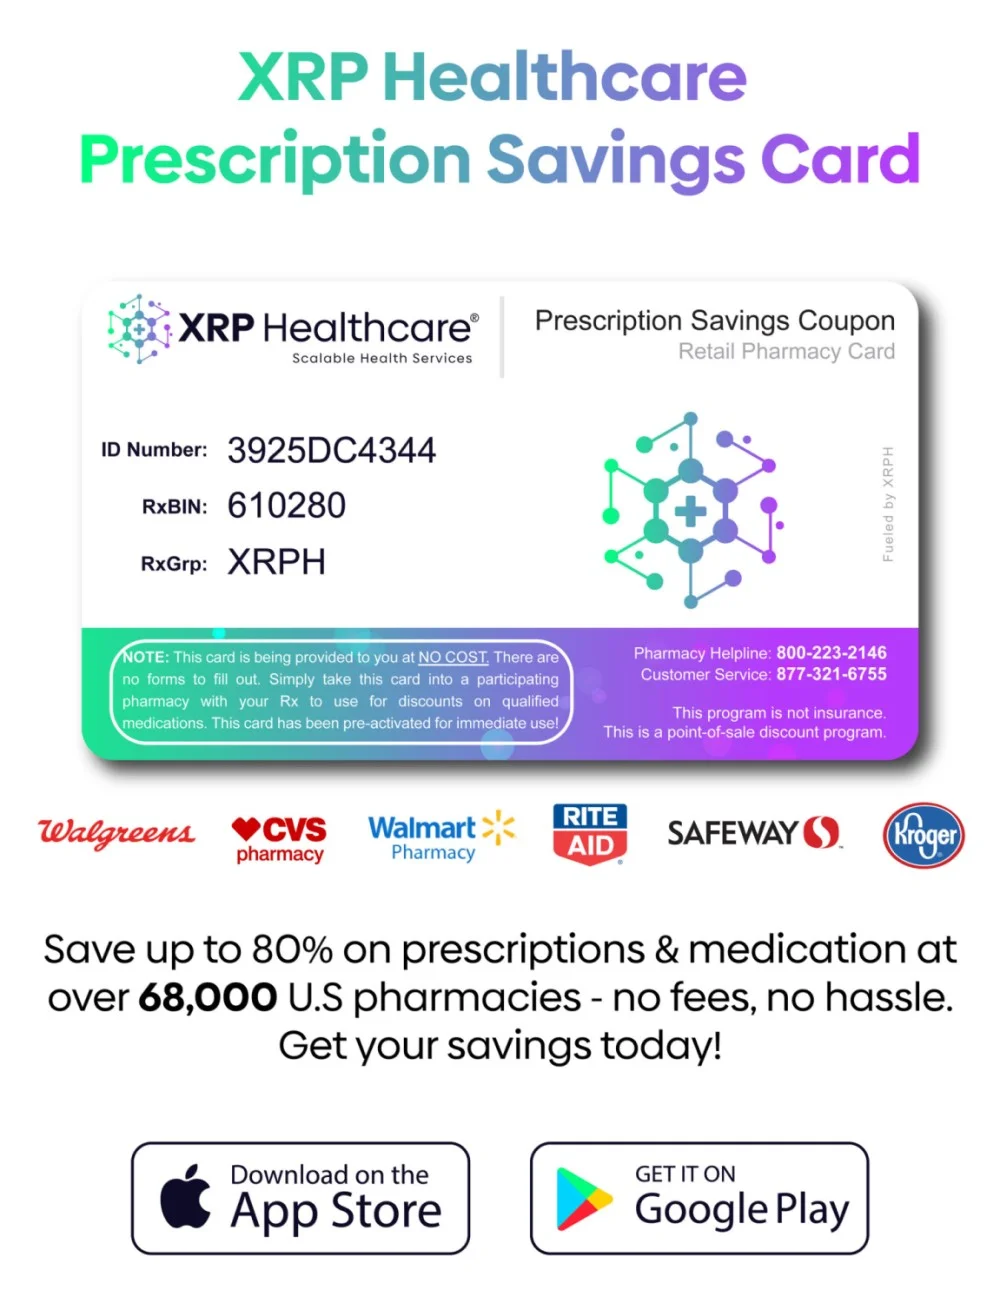 XRP Healthcare
Prescription Savings Card
XRP Healthcare®
Scalable Health Services
Prescription Savings Coupon
Retail Pharmacy Card
ID Number: 3925DC4344
RxBIN: 610280
RxGrp: XRPH
Fueled by XRPH
NOTE: This card is being provided to you at NO COST. There are
no forms to fill out. Simply take this card into a participating
pharmacy with your Rx to use for discounts on qualified
medications. This card has been pre-activated for immediate use!
Pharmacy Helpline: 800-223-2146
Customer Service: 877-321-6755
This program is not insurance.
This is a point-of-sale discount program.
Walgreens
CVS
pharmacy
Walmart
Pharmacy
RITE
AID
SAFEWAY
Kroger
Save up to 80% on prescriptions & medication at
over 68,000 U.S pharmacies - no fees, no hassle.
Get your savings today!
Download on the
App Store
GET IT ON
Google Play